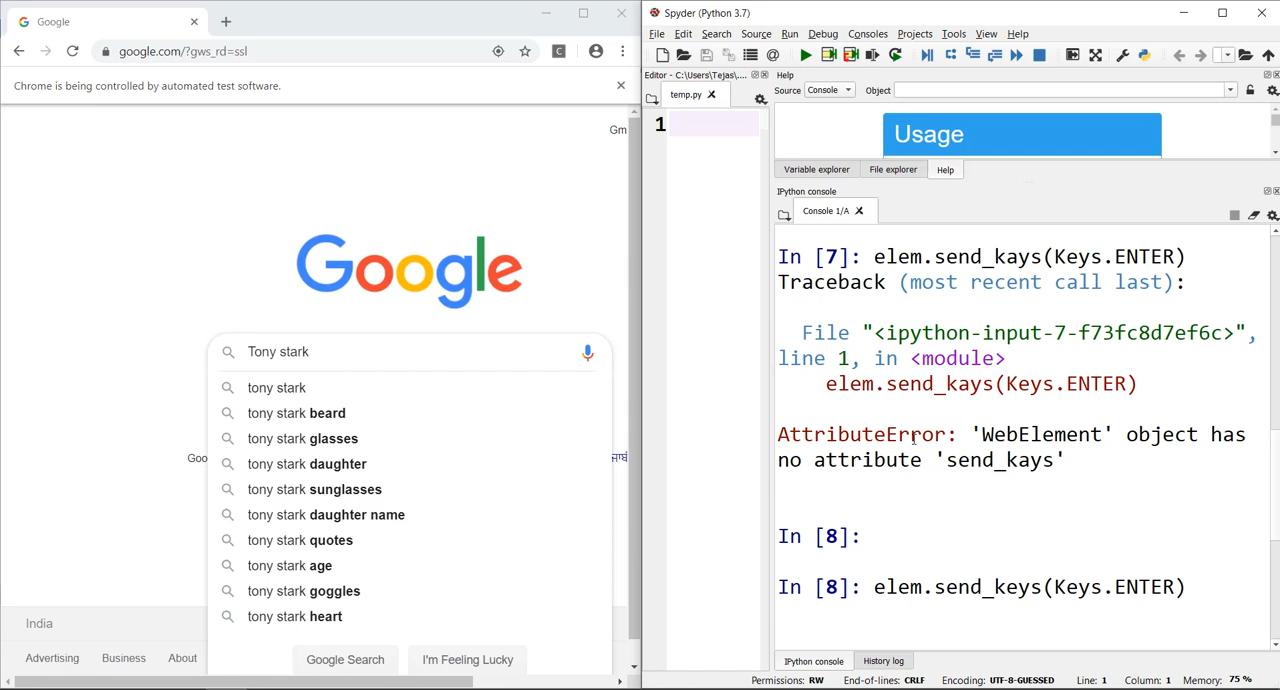 Google
google.com/?gws_rd=ssl
C
Chrome is being controlled by automated test software.
Gm
Google
Tony stark
tony stark
tony stark beard
tony stark glasses
Goo
ਪੰਜਾਬੀ
tony stark daughter
tony stark sunglasses
tony stark daughter name
tony stark quotes
tony stark age
tony stark goggles
tony stark heart
India
Google Search
I'm Feeling Lucky
Advertising Business About
Spyder (Python 3.7)
File Edit Search Source Run Debug Consoles Projects Tools View Help
Editor - C:\Users\Tejas\....
temp.py
1
Help
Source Console Object
Usage
Variable explorer File explorer Help
IPython console
Console 1/A
In [7]: elem.send_kays(Keys.ENTER)
Traceback (most recent call last):
File "<ipython-input-7-f73fc8d7ef6c>",
line 1, in <module>
elem.send_kays(Keys.ENTER)
AttributeError: 'WebElement' object has
no attribute 'send_kays'
In [8]:
In [8]: elem.send_keys(Keys.ENTER)
IPython console History log
Permissions: RW End-of-lines: CRLF Encoding: UTF-8-GUESSED Line: 1 Column: 1 Memory: 75 %